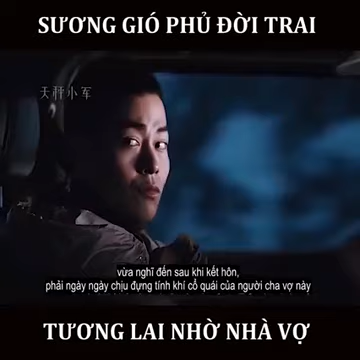 SƯƠNG GIÓ PHỦ ĐỜI TRAI
天行小军
vừa nghĩ đến sau khi kết hôn,
phải ngày ngày chịu đựng tính khí cổ quái của người cha vợ này
TƯƠNG LAI NHỜ NHÀ VỢ